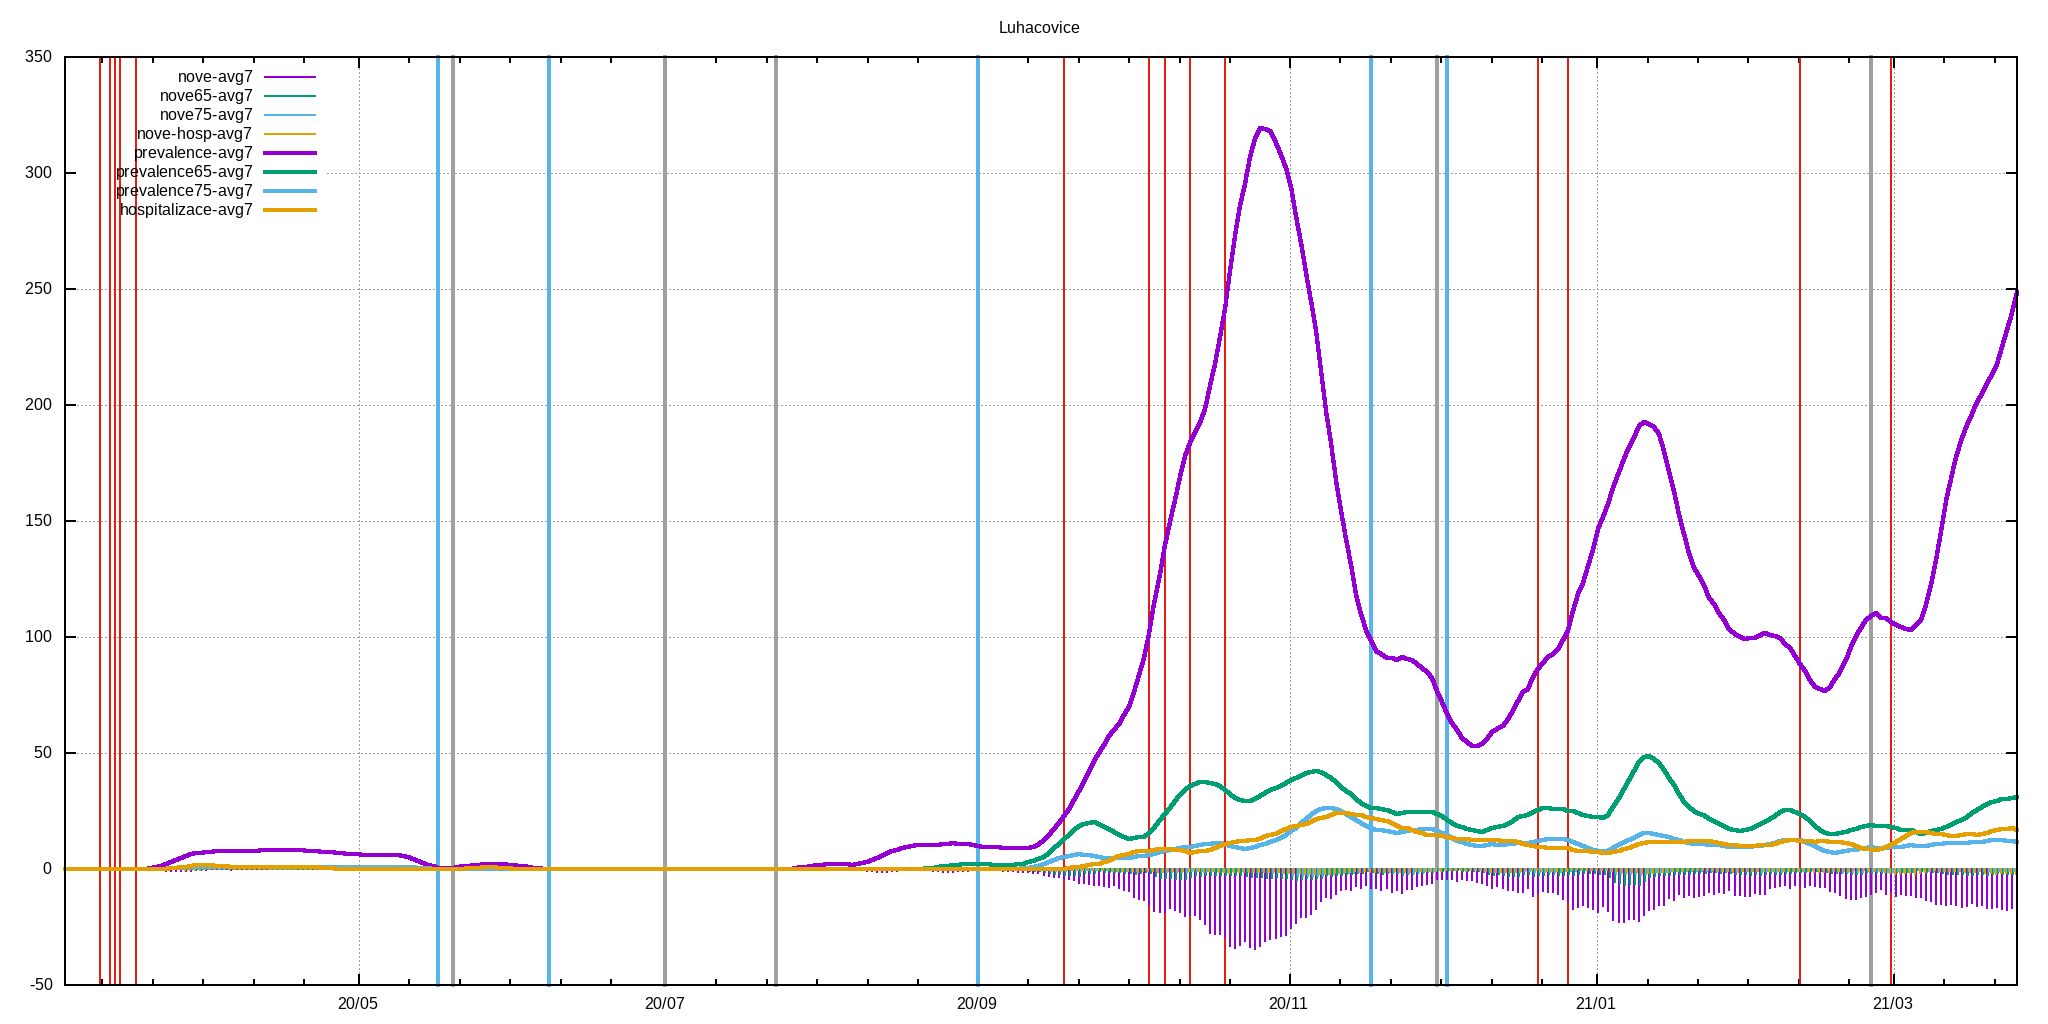 Luhacovice
350
300
250
200
150
100
50
0
-50
nove-avg7
nove65-avg7
nove75-avg7
nove-hosp-avg7
prevalence-avg7
prevalence65-avg7
prevalence75-avg7
hospitalizace-avg7
20/05 20/07 20/09 20/11 21/01 21/03